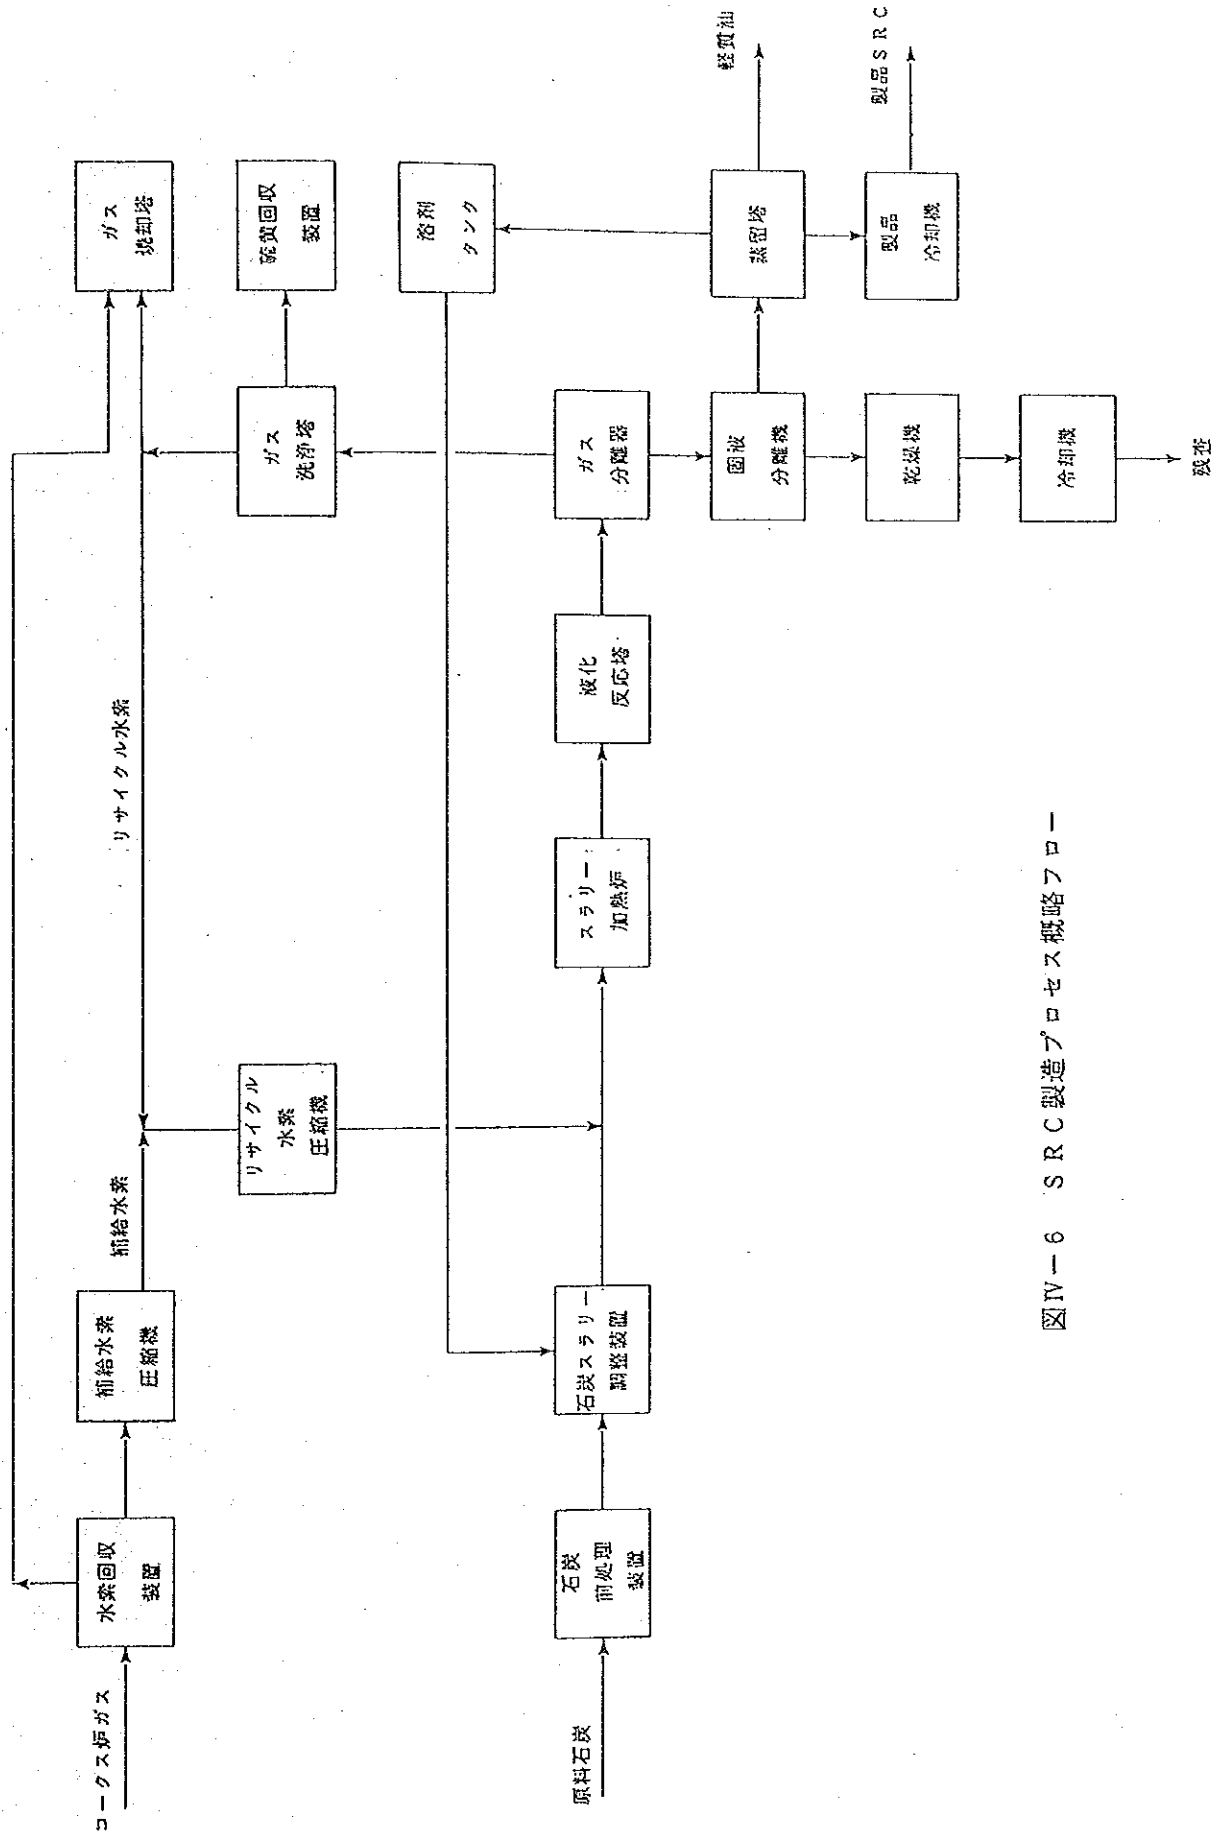 コークス炉ガス
水素回収
装置
補給水素
圧縮機
補給水素
リサイクル水素
ガス
焼却塔
リサイクル
水素
圧縮機
ガス
洗浄塔
硫黄回収
装置
溶剤
タンク
原料石炭
石炭
前処理
装置
石炭スラリー
調整装置
スラリー
加熱炉
液化
反応塔
ガス
分離器
固液
分離機
蒸留塔
軽質油
乾燥機
製品
冷却機
製品SRC
冷却機
残査
図Ⅳ-6 SRC製造プロセス概略フロー